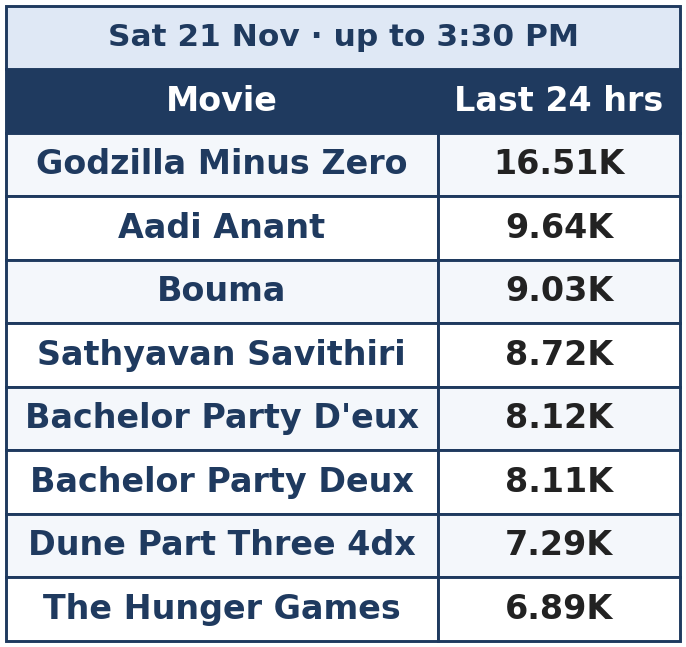 Sat 21 Nov · up to 3:30 PM
Movie Last 24 hrs
Godzilla Minus Zero 16.51K
Aadi Anant 9.64K
Bouma 9.03K
Sathyavan Savithiri 8.72K
Bachelor Party D'eux 8.12K
Bachelor Party Deux 8.11K
Dune Part Three 4dx 7.29K
The Hunger Games 6.89K